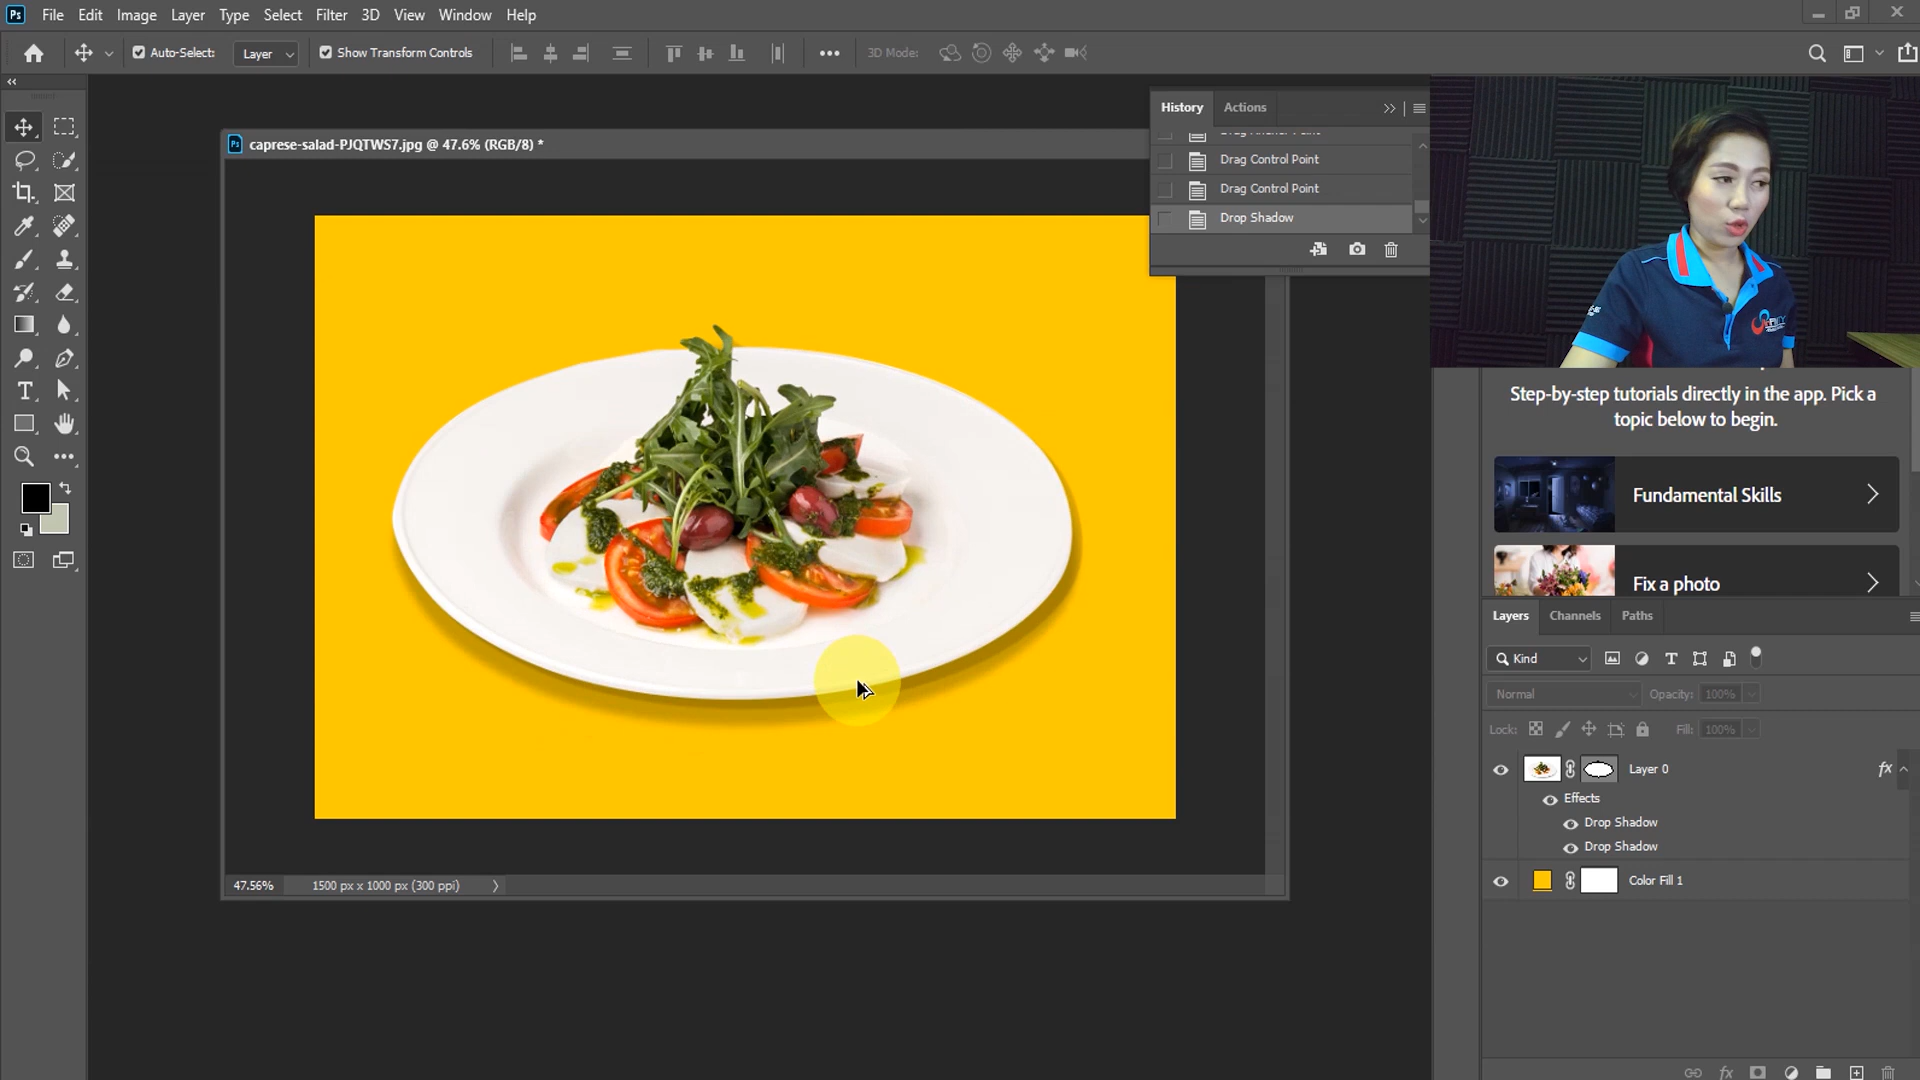 Ps File Edit Image Layer Type Select Filter 3D View Window Help
Auto-Select: Layer Show Transform Controls 3D Mode:
History Actions
Drag Control Point
Drag Control Point
Drop Shadow
Ps caprese-salad-PJQTWS7.jpg @ 47.6% (RGB/8) *
47.56% 1500 px x 1000 px (300 ppi)
Step-by-step tutorials directly in the app. Pick a
topic below to begin.
Fundamental Skills
Fix a photo
Layers Channels Paths
Kind
Normal Opacity: 100%
Lock: Fill: 100%
Layer 0 fx
Effects
Drop Shadow
Drop Shadow
Color Fill 1
fx